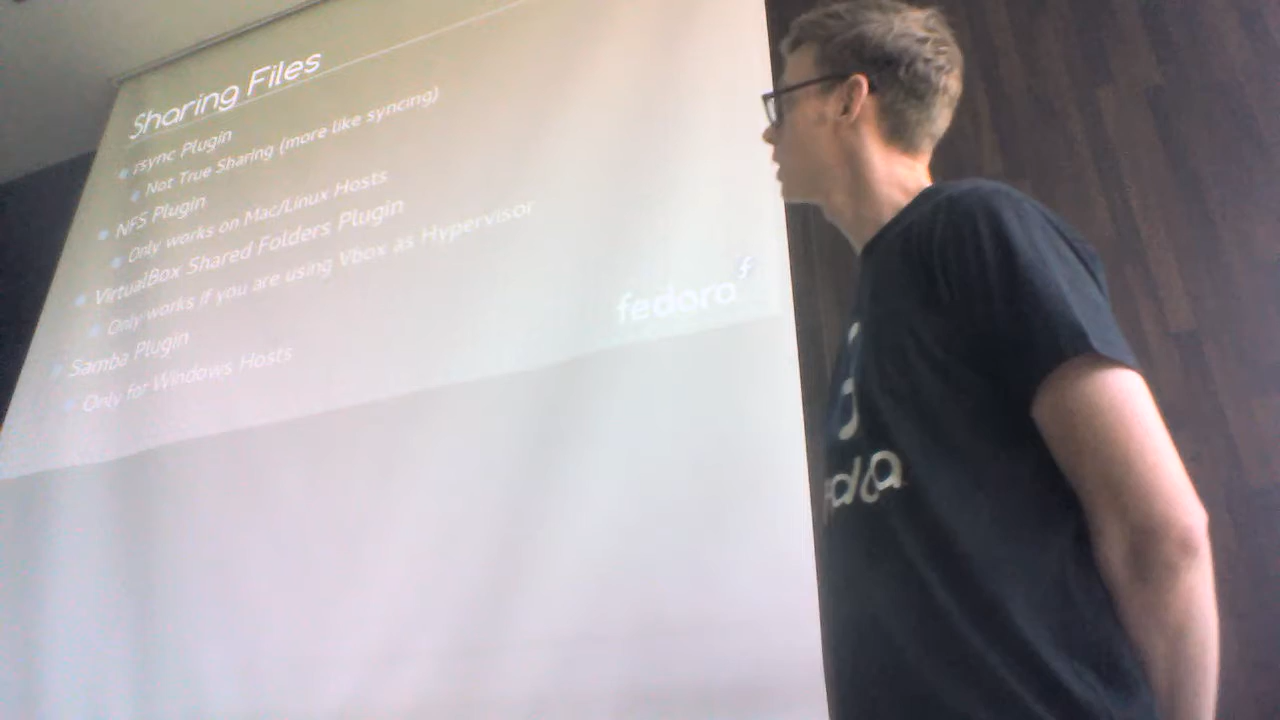 Sharing Files
rsync Plugin
Not True Sharing (more like syncing)
NFS Plugin
Only works on Mac/Linux Hosts
VirtualBox Shared Folders Plugin
Only works if you are using Vbox as Hypervisor
Samba Plugin
Only for Windows Hosts
fedora